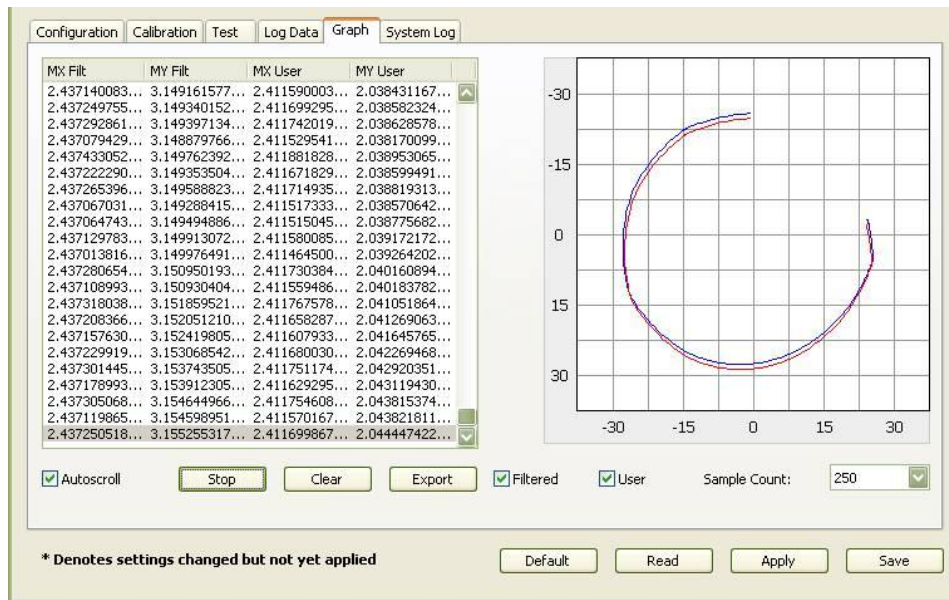 Configuration Calibration Test Log Data Graph System Log
MX Filt MY Filt MX User MY User
2.437140083... 3.149161577... 2.411590003... 2.038431167...
2.437249755... 3.149340152... 2.411699295... 2.038582324...
2.437292861... 3.149397134... 2.411742019... 2.038628578...
2.437079429... 3.148879766... 2.411529541... 2.038170099...
2.437433052... 3.149762392... 2.411881828... 2.038953065...
2.437222290... 3.149353504... 2.411671829... 2.038599491...
2.437265396... 3.149588823... 2.411714935... 2.038819313...
2.437067031... 3.149288415... 2.411517333... 2.038570642...
2.437064743... 3.149494886... 2.411515045... 2.038775682...
2.437129783... 3.149913072... 2.411580085... 2.039172172...
2.437013816... 3.149976491... 2.411464500... 2.039264202...
2.437280654... 3.150950193... 2.411730384... 2.040160894...
2.437108993... 3.150930404... 2.411559486... 2.040183782...
2.437318038... 3.151859521... 2.411767578... 2.041051864...
2.437208366... 3.152051210... 2.411658287... 2.041269063...
2.437157630... 3.152419805... 2.411607933... 2.041645765...
2.437229919... 3.153068542... 2.411680030... 2.042269468...
2.437301445... 3.153743505... 2.411751174... 2.042920351...
2.437178993... 3.153912305... 2.411629295... 2.043119430...
2.437305068... 3.154644966... 2.411754608... 2.043815374...
2.437119865... 3.154598951... 2.411570167... 2.043821811...
2.437250518... 3.155255317... 2.411699867... 2.044447422...
-30
-15
0
15
30
-30 -15 0 15 30
Autoscroll Stop Clear Export Filtered User Sample Count: 250
* Denotes settings changed but not yet applied Default Read Apply Save